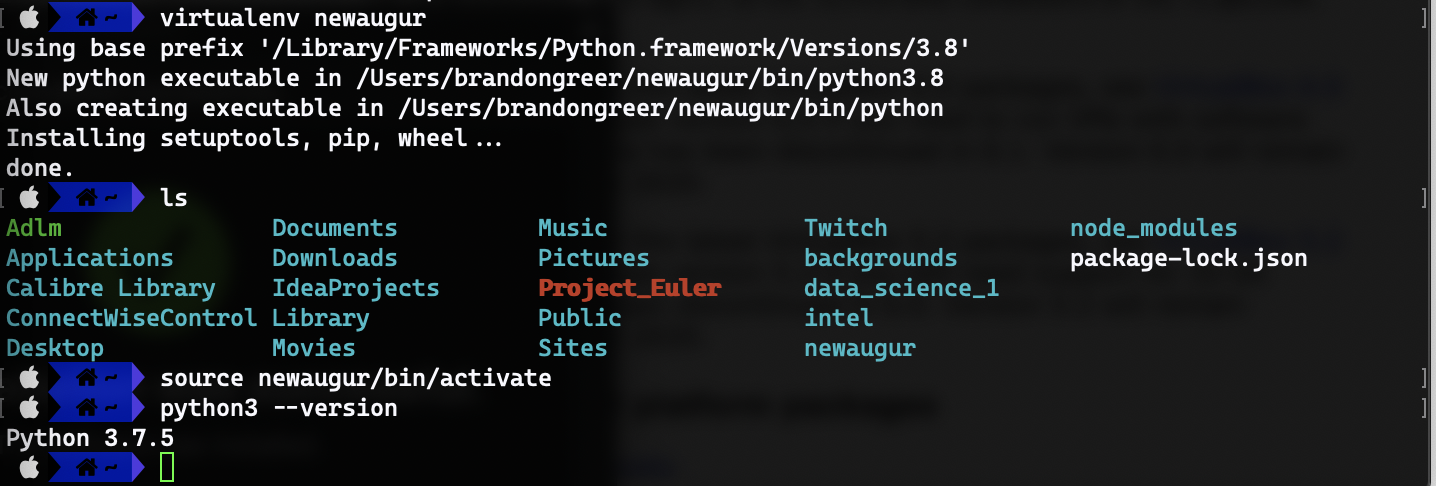 ~ virtualenv newaugur
Using base prefix '/Library/Frameworks/Python.framework/Versions/3.8'
New python executable in /Users/brandongreer/newaugur/bin/python3.8
Also creating executable in /Users/brandongreer/newaugur/bin/python
Installing setuptools, pip, wheel...
done.
~ ls
Adlm Documents Music Twitch node_modules
Applications Downloads Pictures backgrounds package-lock.json
Calibre Library IdeaProjects Project_Euler data_science_1
ConnectWiseControl Library Public intel
Desktop Movies Sites newaugur
~ source newaugur/bin/activate
~ python3 --version
Python 3.7.5
~